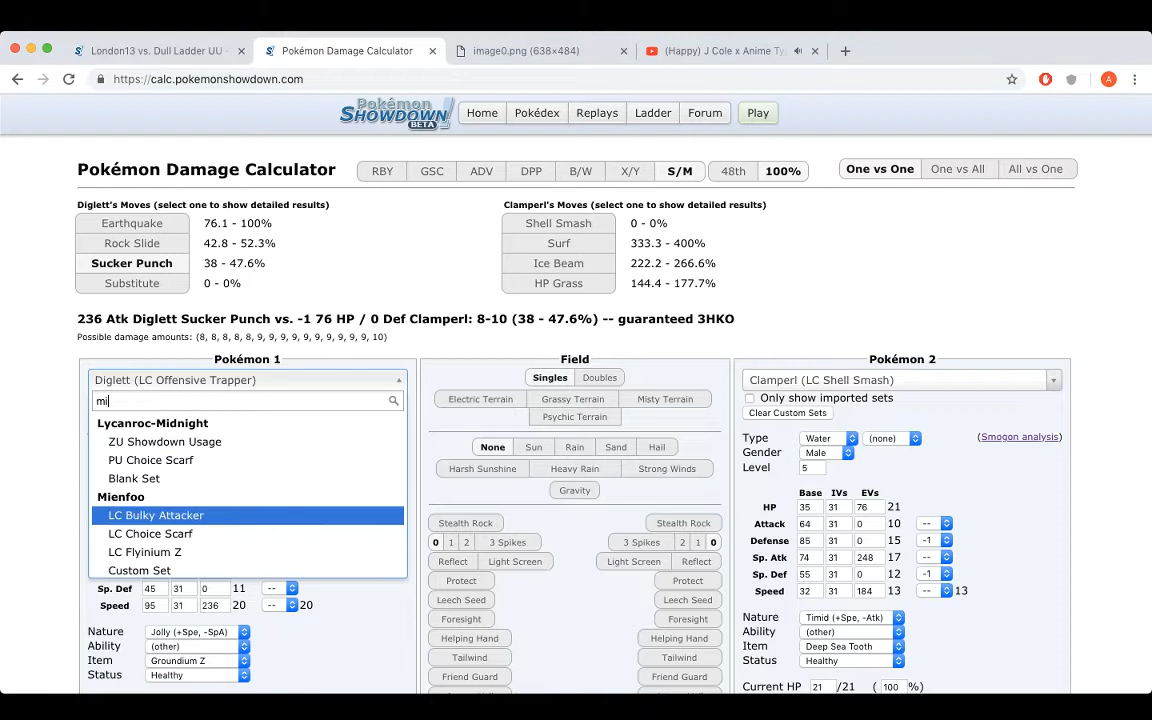 London13 vs. Dull Ladder UU -
Pokémon Damage Calculator
image0.png (638×484)
(Happy) J Cole x Anime Ty
https://calc.pokemonshowdown.com
A
Pokémon SHOWDOWN! BETA
Home Pokédex Replays Ladder Forum Play
Pokémon Damage Calculator
RBY GSC ADV DPP B/W X/Y S/M 48th 100%
One vs One One vs All All vs One
Diglett's Moves (select one to show detailed results)
Earthquake 76.1 - 100%
Rock Slide 42.8 - 52.3%
Sucker Punch 38 - 47.6%
Substitute 0 - 0%
Clamperl's Moves (select one to show detailed results)
Shell Smash 0 - 0%
Surf 333.3 - 400%
Ice Beam 222.2 - 266.6%
HP Grass 144.4 - 177.7%
236 Atk Diglett Sucker Punch vs. -1 76 HP / 0 Def Clamperl: 8-10 (38 - 47.6%) -- guaranteed 3HKO
Possible damage amounts: (8, 8, 8, 8, 8, 9, 9, 9, 9, 9, 9, 9, 9, 9, 9, 10)
Pokémon 1
Diglett (LC Offensive Trapper)
mi
Lycanroc-Midnight
ZU Showdown Usage
PU Choice Scarf
Blank Set
Mienfoo
LC Bulky Attacker
LC Choice Scarf
LC Flyinium Z
Custom Set
Sp. Def 45 31 0 11 --
Speed 95 31 236 20 -- 20
Nature Jolly (+Spe, -SpA)
Ability (other)
Item Groundium Z
Status Healthy
Field
Singles Doubles
Electric Terrain Grassy Terrain Misty Terrain
Psychic Terrain
None Sun Rain Sand Hail
Harsh Sunshine Heavy Rain Strong Winds
Gravity
Stealth Rock Stealth Rock
0 1 2 3 Spikes 3 Spikes 2 1 0
Reflect Light Screen Light Screen Reflect
Protect Protect
Leech Seed Leech Seed
Foresight Foresight
Helping Hand Helping Hand
Tailwind Tailwind
Friend Guard Friend Guard
Pokémon 2
Clamperl (LC Shell Smash)
Only show imported sets
Clear Custom Sets
Type Water (none) (Smogon analysis)
Gender Male
Level 5
Base IVs EVs
HP 35 31 76 21
Attack 64 31 0 10 --
Defense 85 31 0 15 -1
Sp. Atk 74 31 248 17 --
Sp. Def 55 31 0 12 -1
Speed 32 31 184 13 -- 13
Nature Timid (+Spe, -Atk)
Ability (other)
Item Deep Sea Tooth
Status Healthy
Current HP 21 /21 ( 100 %)